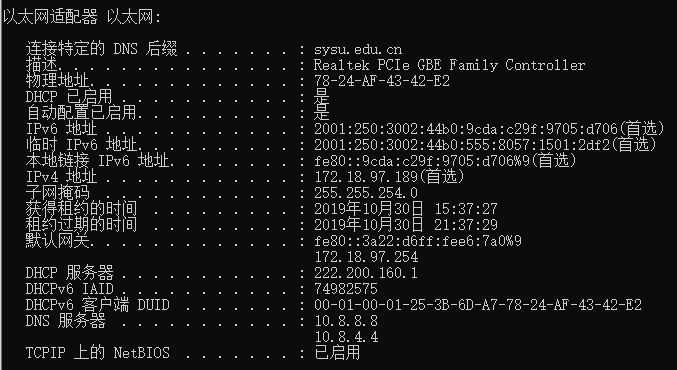 以太网适配器 以太网:
连接特定的 DNS 后缀 . . . . . . . : sysu.edu.cn
描述. . . . . . . . . . . . . . . : Realtek PCIe GBE Family Controller
物理地址. . . . . . . . . . . . . : 78-24-AF-43-42-E2
DHCP 已启用 . . . . . . . . . . . : 是
自动配置已启用. . . . . . . . . . : 是
IPv6 地址 . . . . . . . . . . . . : 2001:250:3002:44b0:9cda:c29f:9705:d706(首选)
临时 IPv6 地址. . . . . . . . . . : 2001:250:3002:44b0:555:8057:1501:2df2(首选)
本地链接 IPv6 地址. . . . . . . . : fe80::9cda:c29f:9705:d706%9(首选)
IPv4 地址 . . . . . . . . . . . . : 172.18.97.189(首选)
子网掩码 . . . . . . . . . . . . : 255.255.254.0
获得租约的时间 . . . . . . . . . : 2019年10月30日 15:37:27
租约过期的时间 . . . . . . . . . : 2019年10月30日 21:37:29
默认网关. . . . . . . . . . . . . : fe80::3a22:d6ff:fee6:7a0%9
172.18.97.254
DHCP 服务器 . . . . . . . . . . . : 222.200.160.1
DHCPv6 IAID . . . . . . . . . . . : 74982575
DHCPv6 客户端 DUID . . . . . . . : 00-01-00-01-25-3B-6D-A7-78-24-AF-43-42-E2
DNS 服务器 . . . . . . . . . . . : 10.8.8.8
10.8.4.4
TCPIP 上的 NetBIOS . . . . . . . : 已启用